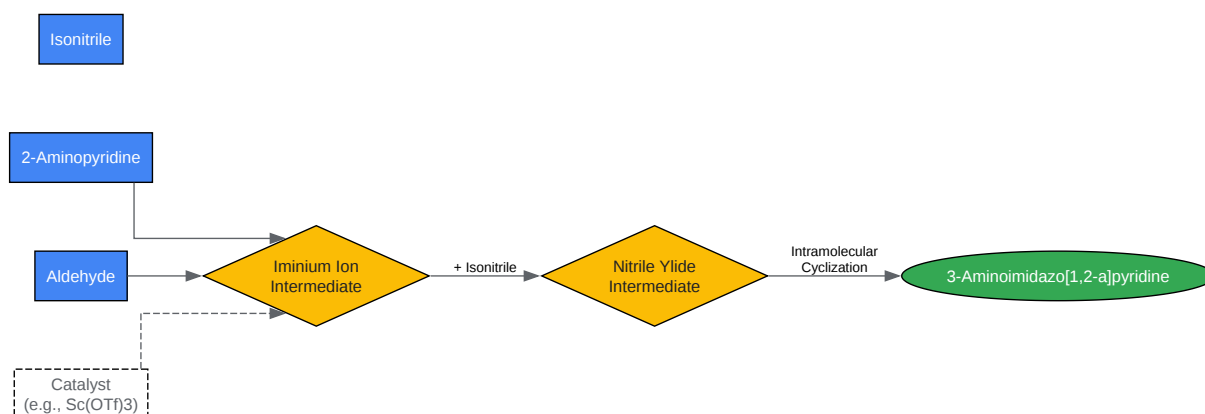 Isonitrile
2-Aminopyridine
Aldehyde
Iminium Ion
Intermediate
+ Isonitrile
Nitrile Ylide
Intermediate
Intramolecular
Cyclization
3-Aminoimidazo[1,2-a]pyridine
Catalyst
(e.g., Sc(OTf)3)